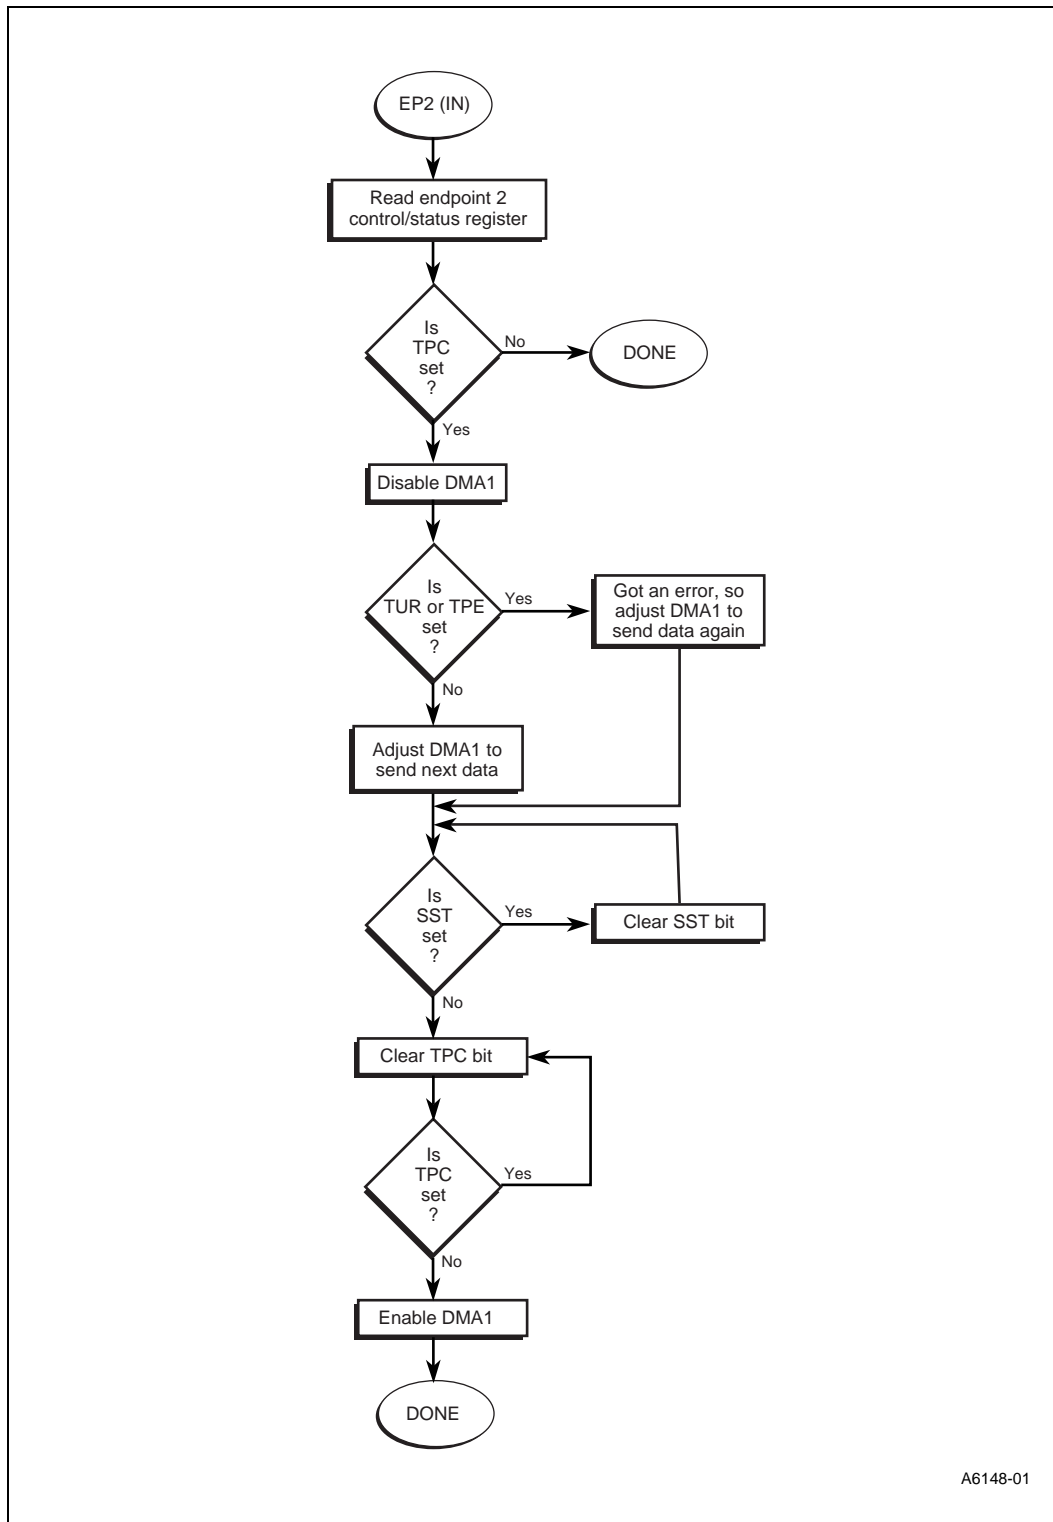 EP2 (IN)
Read endpoint 2
control/status register
Is
TPC
set
?
No
DONE
Yes
Disable DMA1
Is
TUR or TPE
set
?
Yes
Got an error, so
adjust DMA1 to
send data again
No
Adjust DMA1 to
send next data
Is
SST
set
?
Yes
Clear SST bit
No
Clear TPC bit
Is
TPC
set
?
Yes
No
Enable DMA1
DONE
A6148-01